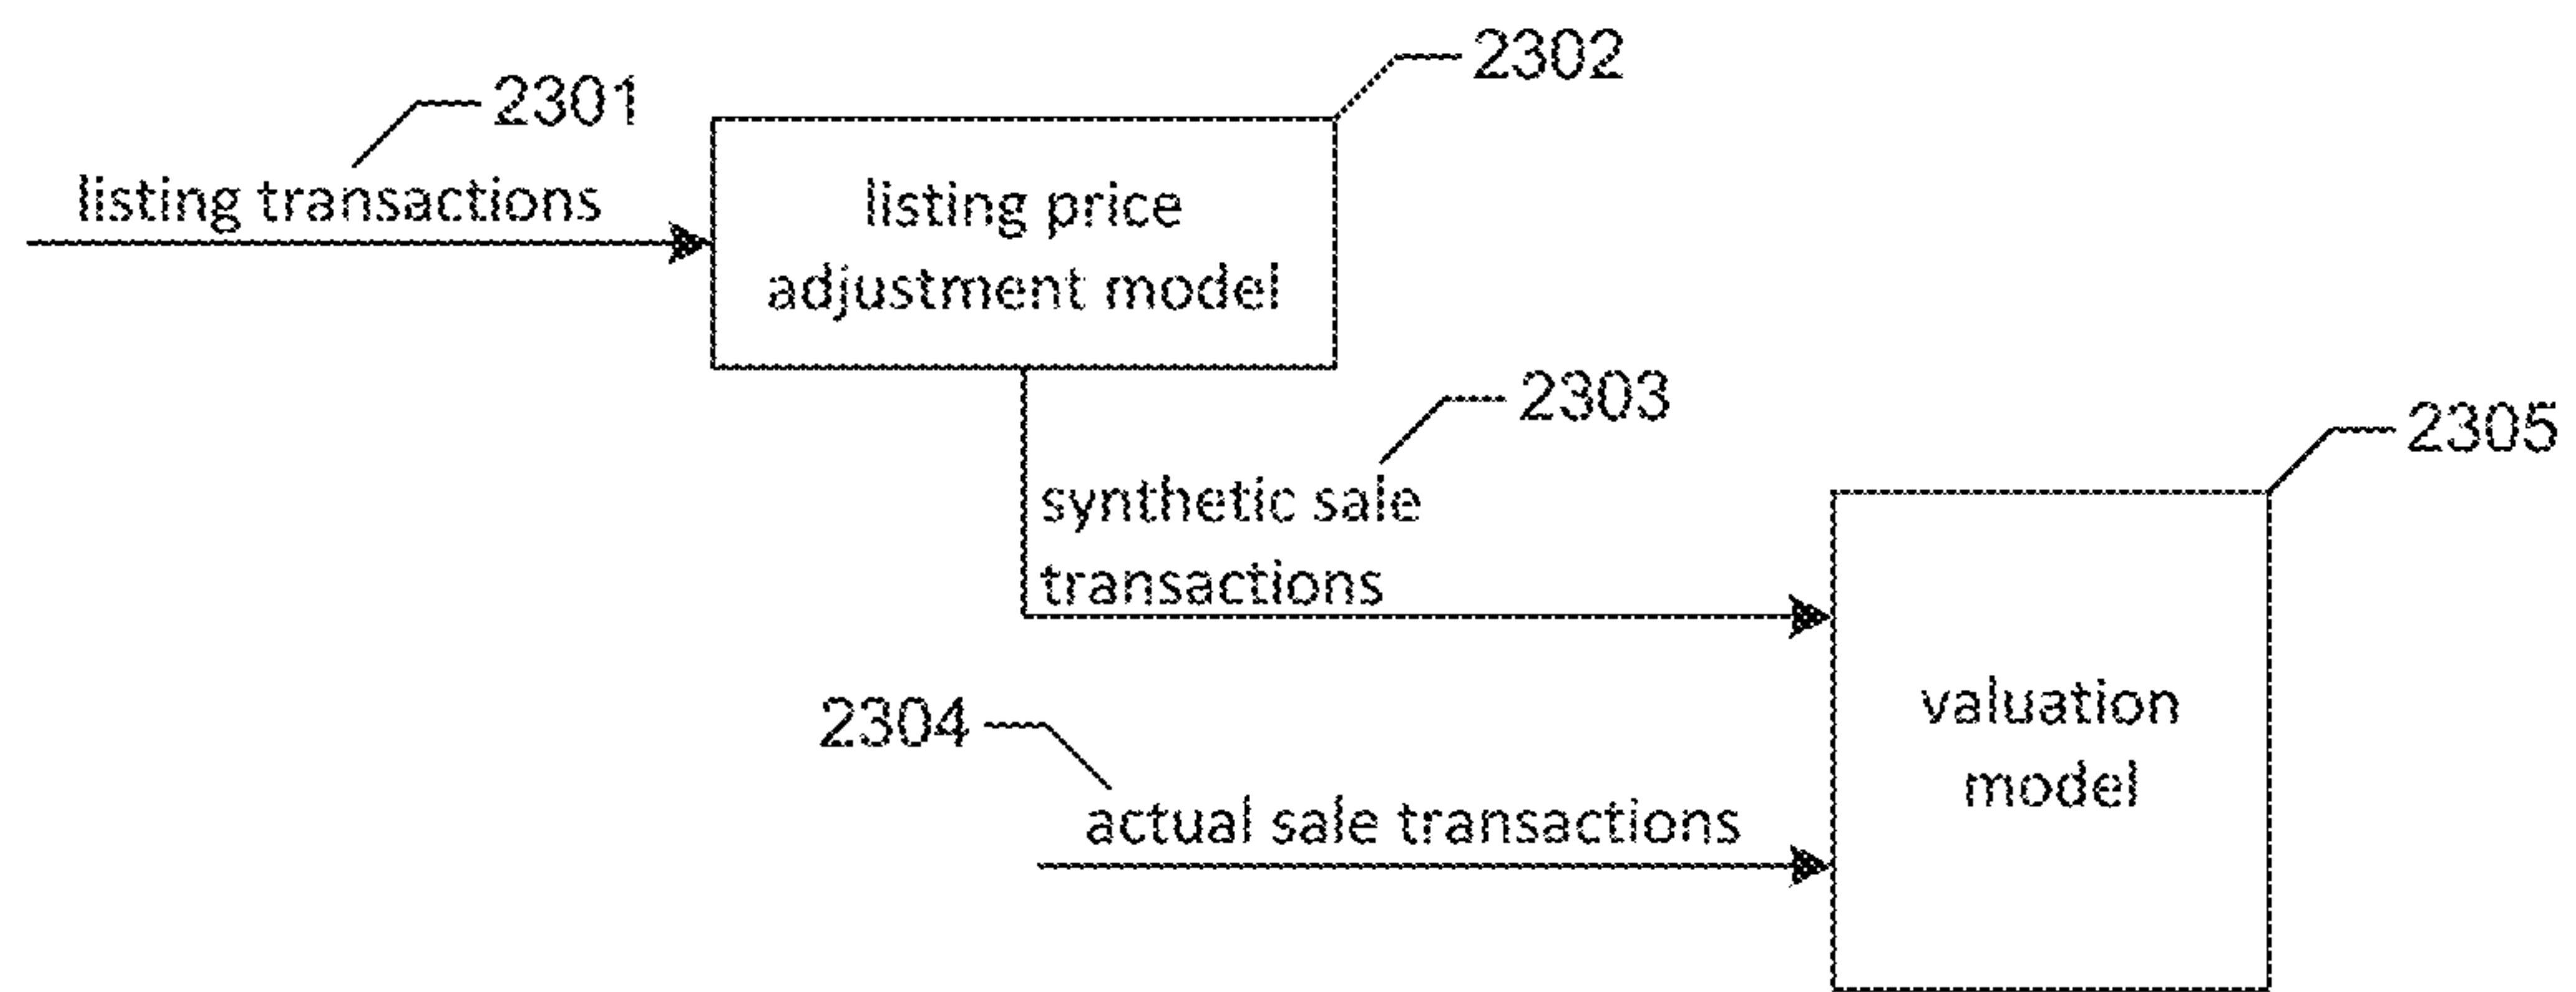 2302
2301
listing transactions
listing price
adjustment model
2303
2305
synthetic sale
transactions
2304
valuation
model
actual sale transactions